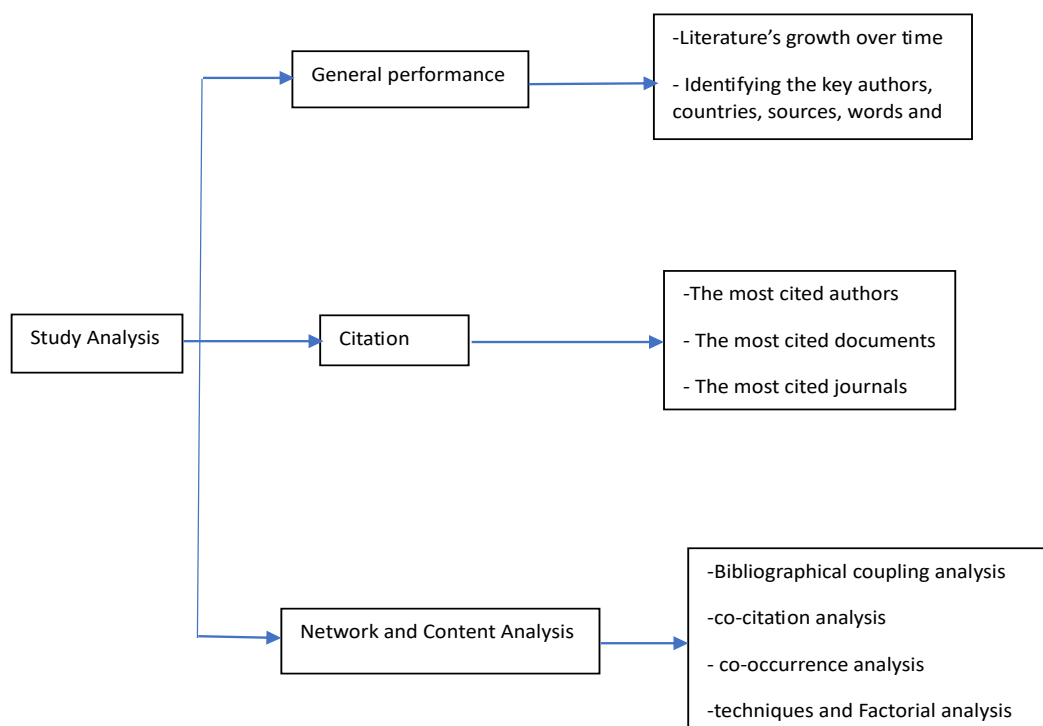 -Literature's growth over time
General performance
- Identifying the key authors,
countries, sources, words and
-The most cited authors
Study Analysis
Citation
- The most cited documents
- The most cited journals
-Bibliographical coupling analysis
Network and Content Analysis
-co-citation analysis
- co-occurrence analysis
-techniques and Factorial analysis